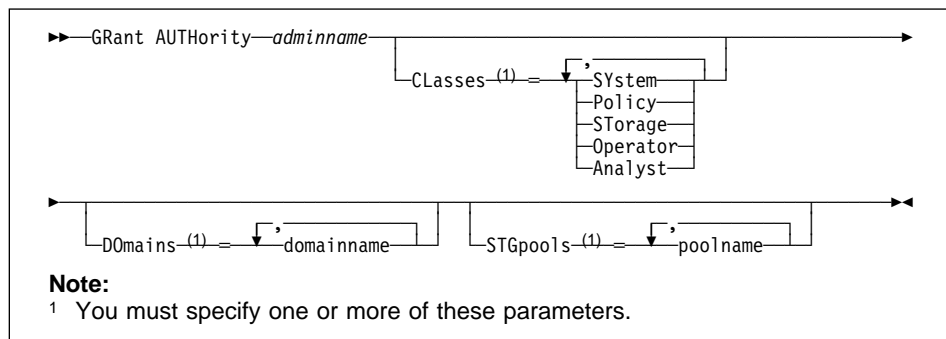 GRant AUTHority adminname
,
CLasses (1) = SYstem
Policy
STorage
Operator
Analyst
, ,
DOmains (1) = domainname STGpools (1) = poolname
Note:
1 You must specify one or more of these parameters.